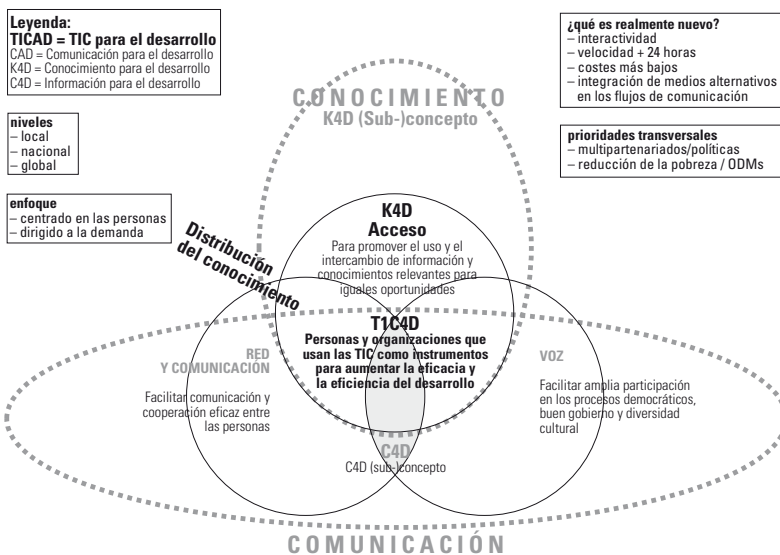 Leyenda:
TICAD = TIC para el desarrollo
CAD = Comunicación para el desarrollo
K4D = Conocimiento para el desarrollo
C4D = Información para el desarrollo
niveles
– local
– nacional
– global
enfoque
– centrado en las personas
– dirigido a la demanda
¿qué es realmente nuevo?
– interactividad
– velocidad + 24 horas
– costes más bajos
– integración de medios alternativos
en los flujos de comunicación
prioridades transversales
– multipartenariados/políticas
– reducción de la pobreza / ODMs
CONOCIMIENTO
K4D (Sub-)concepto
Distribución
del conocimiento
K4D
Acceso
Para promover el uso y el
intercambio de información y
conocimientos relevantes para
iguales oportunidades
T1C4D
Personas y organizaciones que
usan las TIC como instrumentos
para aumentar la eficacia y
la eficiencia del desarrollo
RED
Y COMUNICACIÓN
Facilitar comunicación y
cooperación eficaz entre
las personas
VOZ
Facilitar amplia participación
en los procesos democráticos,
buen gobierno y diversidad
cultural
C4D
C4D (sub-)concepto
COMUNICACIÓN